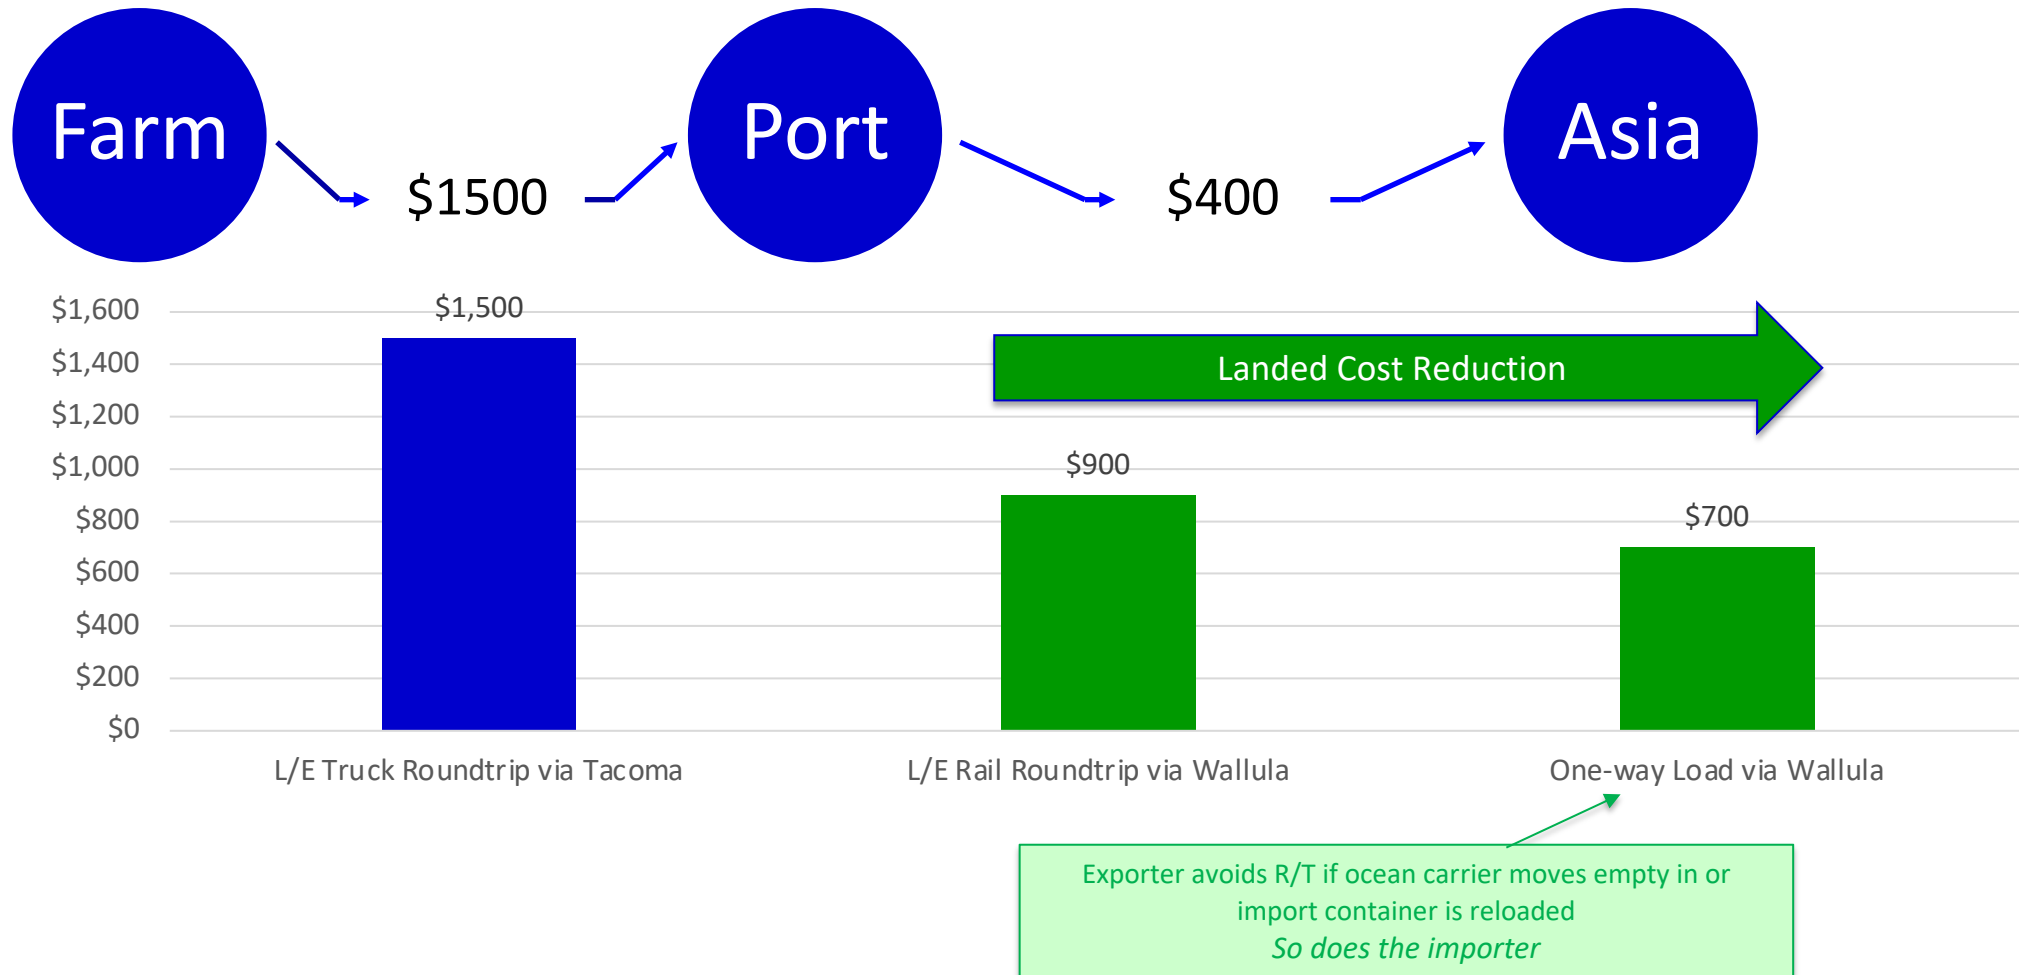 Farm
$1500
Port
$400
Asia
$1,600
$1,400
$1,200
$1,000
$800
$600
$400
$200
$0
$1,500
$900
$700
Landed Cost Reduction
L/E Truck Roundtrip via Tacoma
L/E Rail Roundtrip via Wallula
One-way Load via Wallula
Exporter avoids R/T if ocean carrier moves empty in or
import container is reloaded
So does the importer